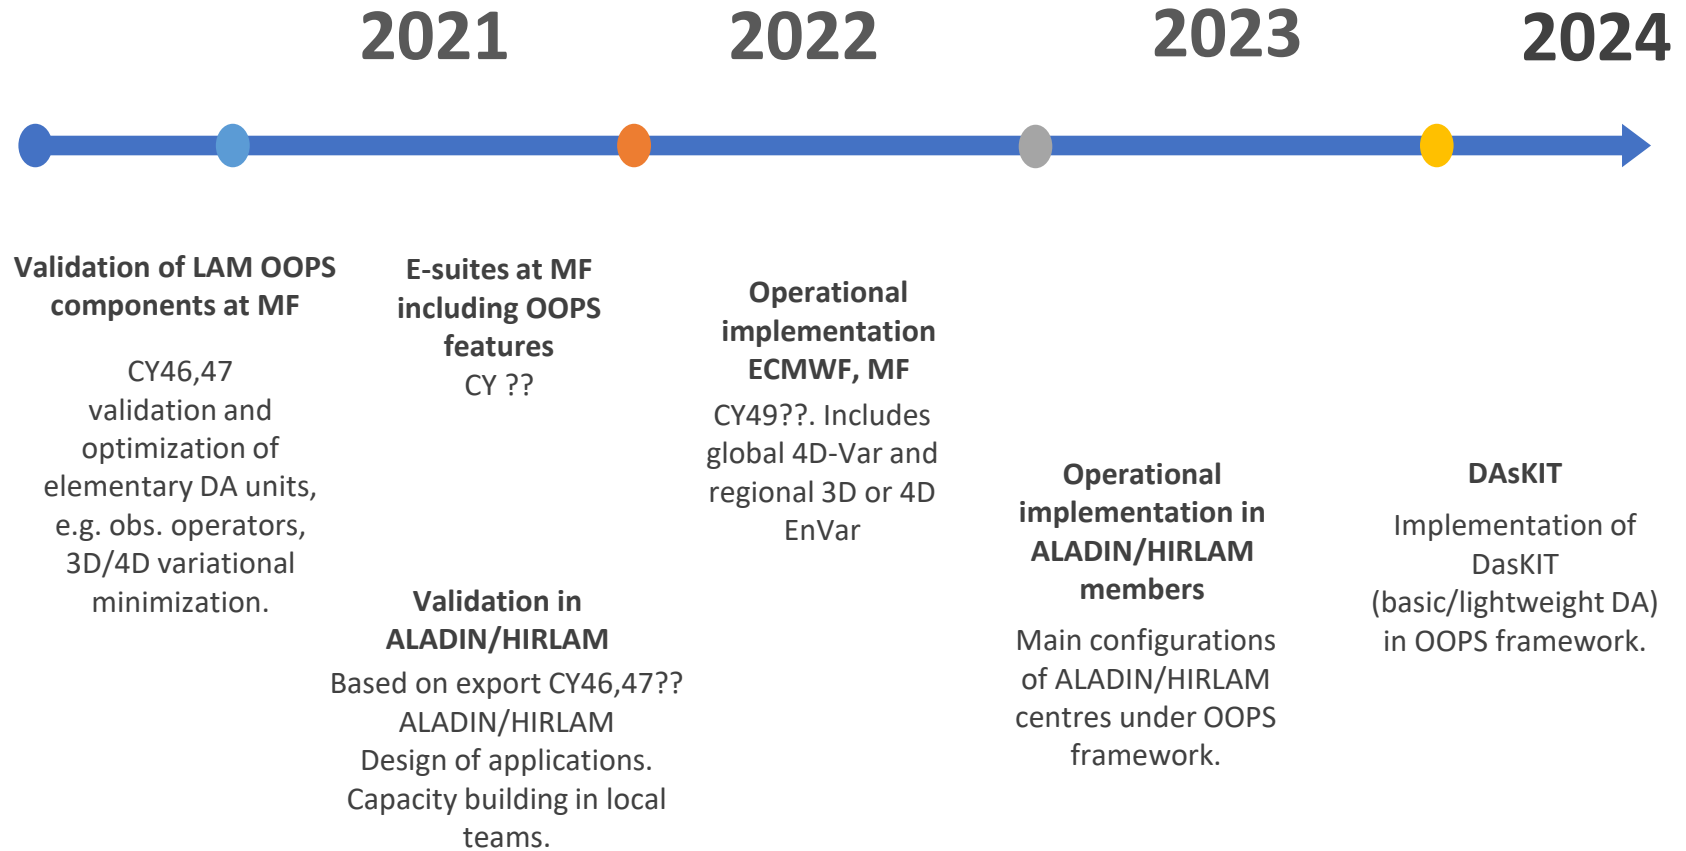 2021
2022
2023
2024
Validation of LAM OOPS
components at MF
CY46,47
validation and
optimization of
elementary DA units,
e.g. obs. operators,
3D/4D variational
minimization.
E-suites at MF
including OOPS
features
CY ??
Validation in
ALADIN/HIRLAM
Based on export CY46,47??
ALADIN/HIRLAM
Design of applications.
Capacity building in local
teams.
Operational
implementation
ECMWF, MF
CY49??. Includes
global 4D-Var and
regional 3D or 4D
EnVar
Operational
implementation in
ALADIN/HIRLAM
members
Main configurations
of ALADIN/HIRLAM
centres under OOPS
framework.
DAsKIT
Implementation of
DasKIT
(basic/lightweight DA)
in OOPS framework.